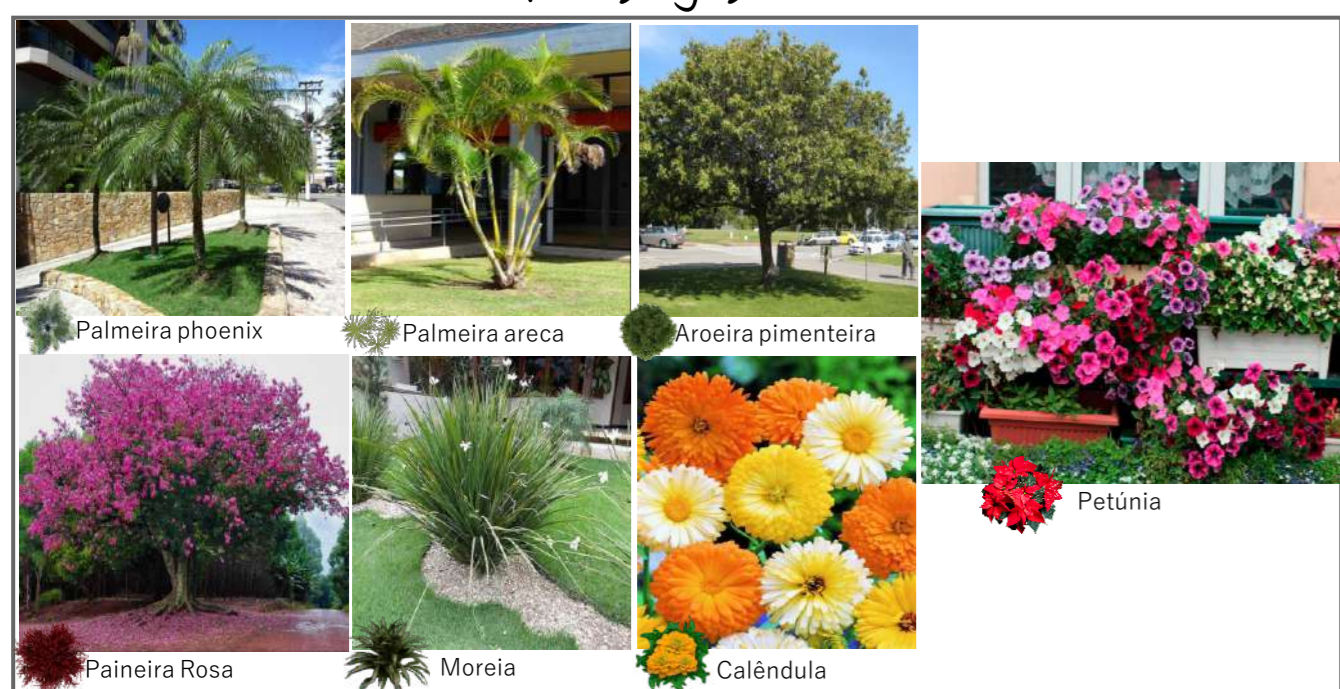 Palmeira phoenix
Palmeira areca
Aroeira pimenteira
Petúnia
Paineira Rosa
Moreia
Calêndula